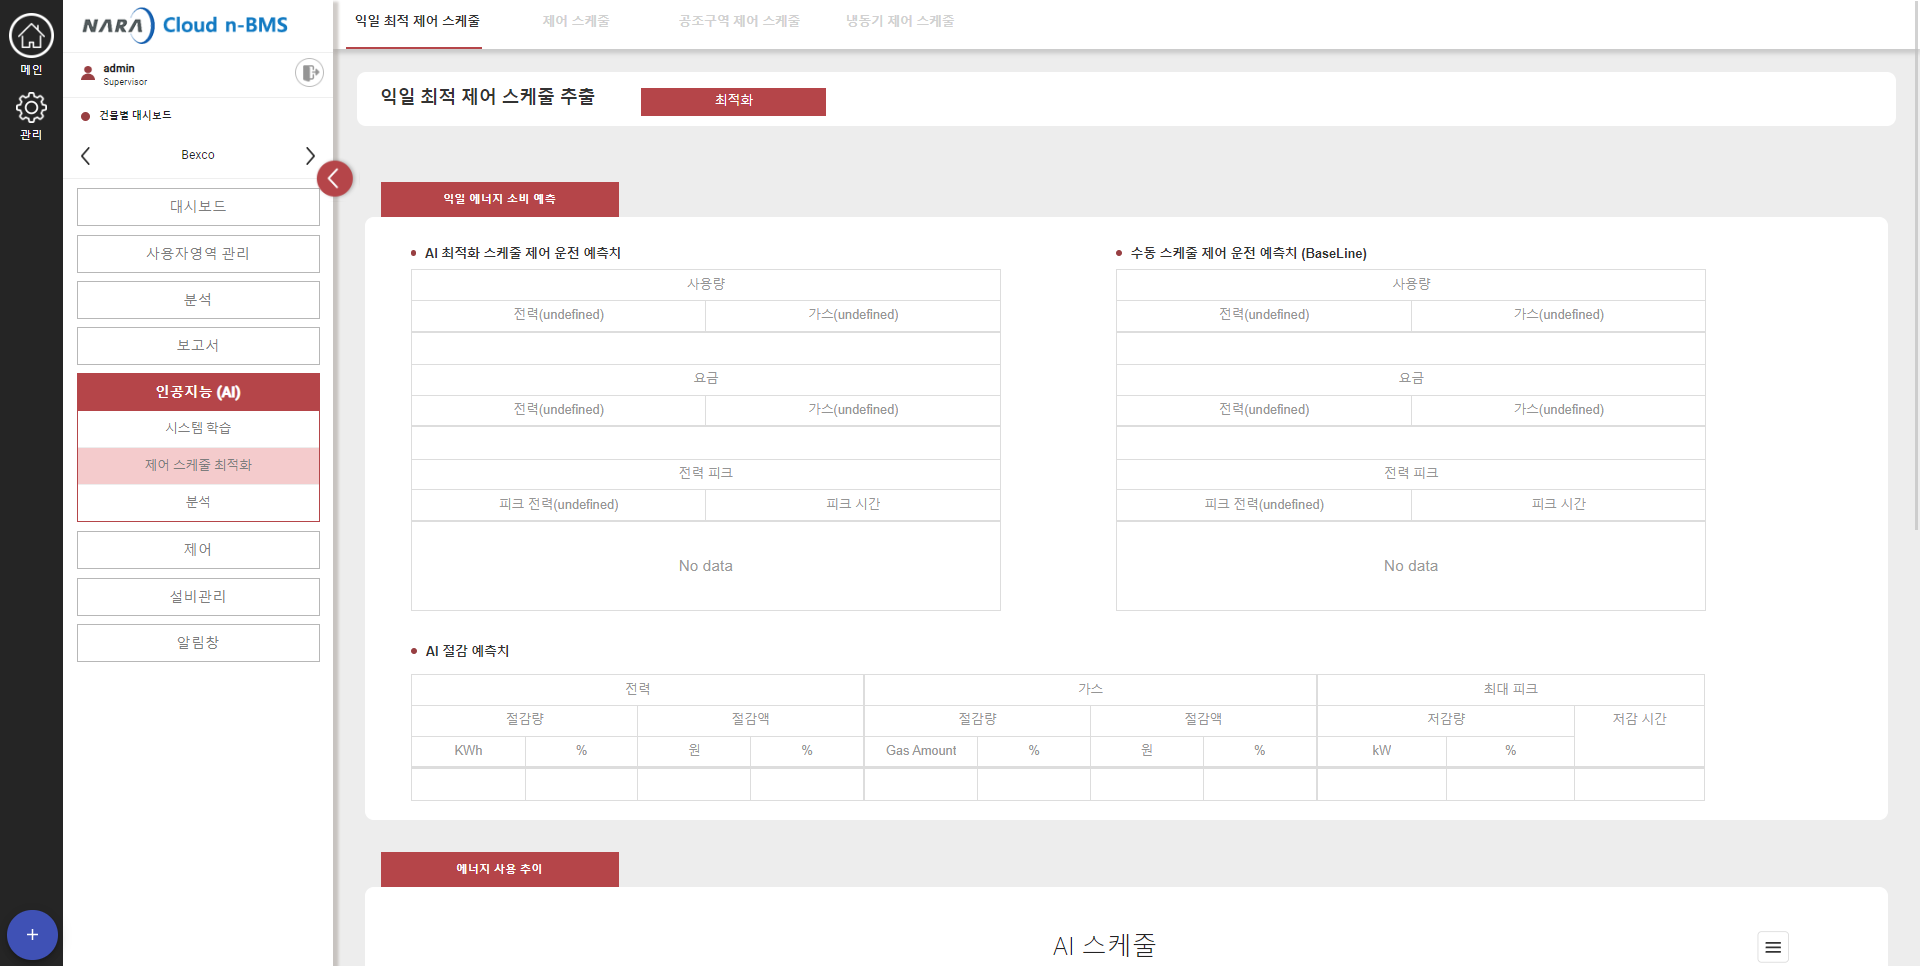 메인
관리
NARA Cloud n-BMS
admin
Supervisor
건물별 대시보드
Bexco
대시보드
사용자영역 관리
분석
보고서
인공지능 (AI)
시스템 학습
제어 스케줄 최적화
분석
제어
설비관리
알림창
+
익일 최적 제어 스케줄 제어 스케줄 공조구역 제어 스케줄 냉동기 제어 스케줄
익일 최적 제어 스케줄 추출 최적화
익일 에너지 소비 예측
AI 최적화 스케줄 제어 운전 예측치
사용량
전력(undefined) 가스(undefined)
요금
전력(undefined) 가스(undefined)
전력 피크
피크 전력(undefined) 피크 시간
No data
수동 스케줄 제어 운전 예측치 (BaseLine)
사용량
전력(undefined) 가스(undefined)
요금
전력(undefined) 가스(undefined)
전력 피크
피크 전력(undefined) 피크 시간
No data
AI 절감 예측치
전력 가스 최대 피크
절감량 절감액 절감량 절감액 저감량 저감 시간
KWh % 원 % Gas Amount % 원 % kW %
에너지 사용 추이
AI 스케줄